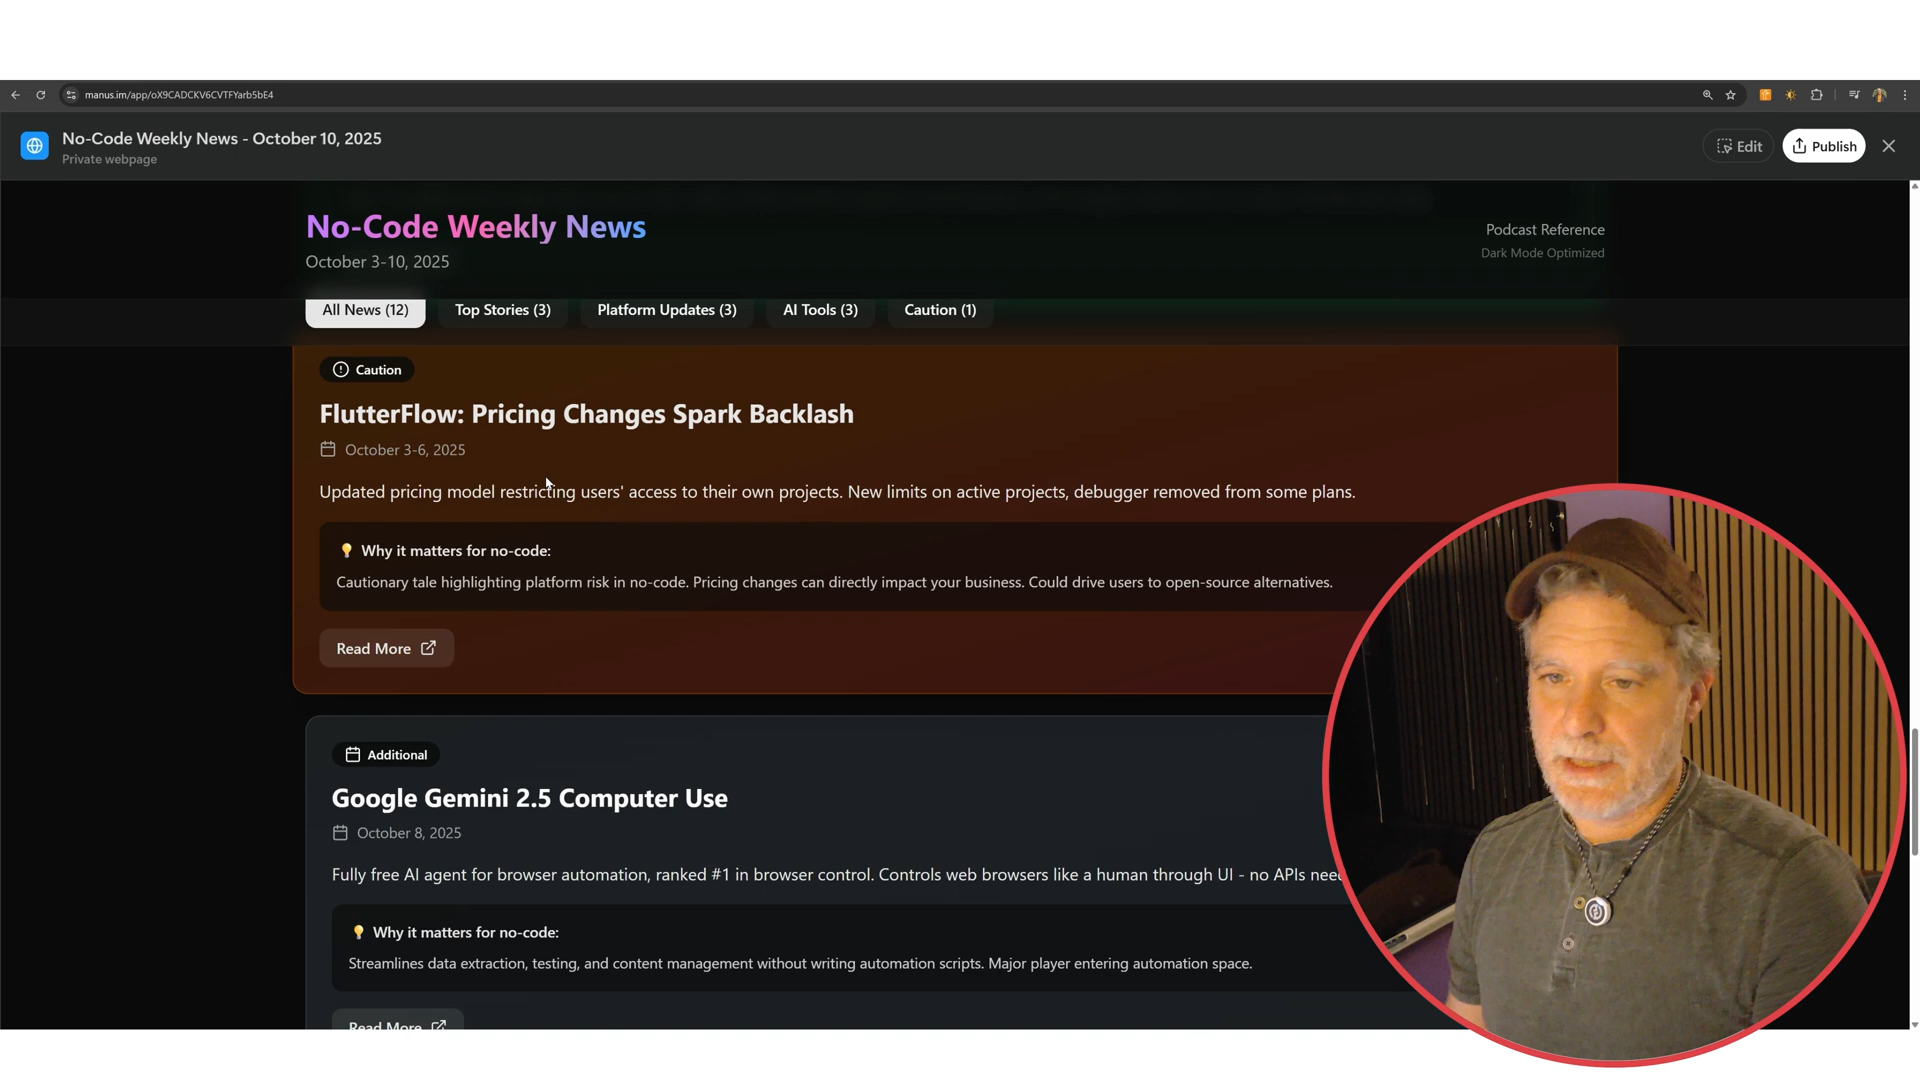 manus.im/app/oX9CADCKV6CVTFYarb5bE4
No-Code Weekly News - October 10, 2025
Private webpage
Edit
Publish
No-Code Weekly News
October 3-10, 2025
Podcast Reference
Dark Mode Optimized
All News (12)
Top Stories (3)
Platform Updates (3)
AI Tools (3)
Caution (1)
Caution
FlutterFlow: Pricing Changes Spark Backlash
October 3-6, 2025
Updated pricing model restricting users' access to their own projects. New limits on active projects, debugger removed from some plans.
Why it matters for no-code:
Cautionary tale highlighting platform risk in no-code. Pricing changes can directly impact your business. Could drive users to open-source alternatives.
Read More
Additional
Google Gemini 2.5 Computer Use
October 8, 2025
Fully free AI agent for browser automation, ranked #1 in browser control. Controls web browsers like a human through UI - no APIs
Why it matters for no-code:
Streamlines data extraction, testing, and content management without writing automation scripts. Major player entering automation space.
Read More